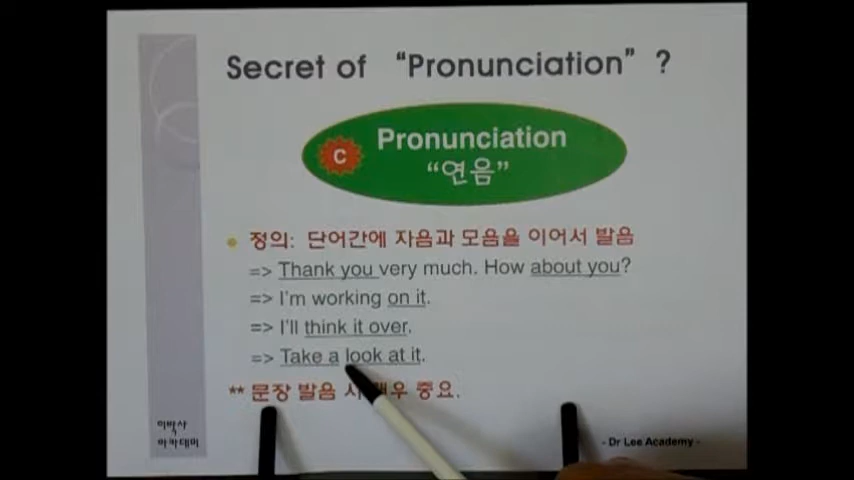 Secret of “Pronunciation” ?
C
Pronunciation
“연음”
정의: 단어간에 자음과 모음을 이어서 발음
=> Thank you very much. How about you?
=> I'm working on it.
=> I'll think it over.
=> Take a look at it.
** 문장 발음 시 중요.
이박사
아카데미
- Dr Lee Academy -